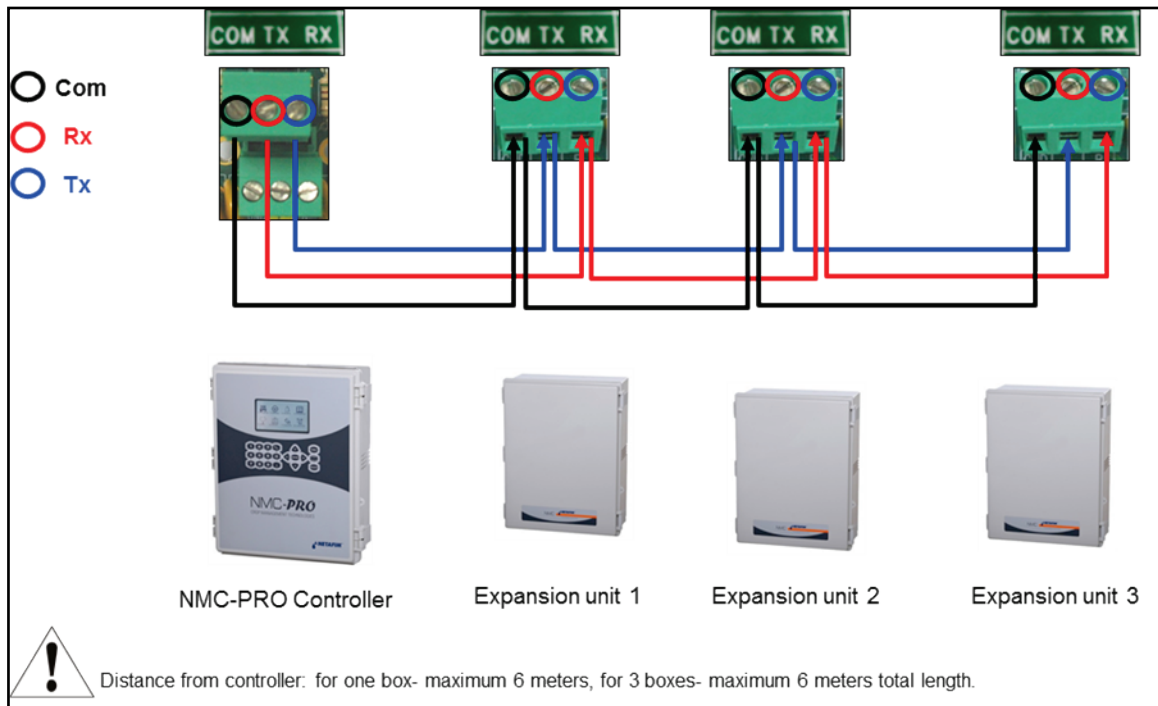 COM TX RX COM TX RX COM TX RX COM TX RX
Com
Rx
Tx
NMC-PRO
NETAFIM
NMC-PRO Controller Expansion unit 1 Expansion unit 2 Expansion unit 3
Distance from controller: for one box- maximum 6 meters, for 3 boxes- maximum 6 meters total length.